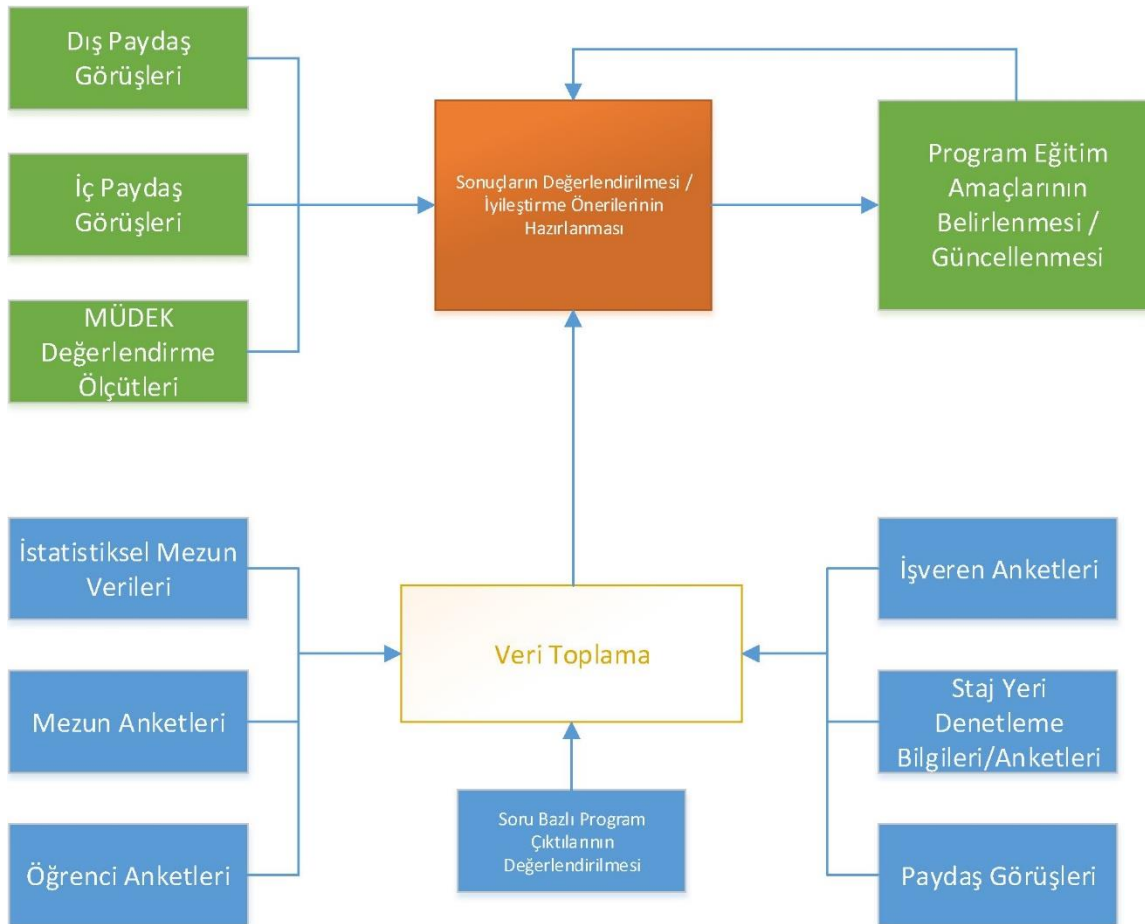 Dış Paydaş
Görüşleri
İç Paydaş
Görüşleri
MÜDEK
Değerlendirme
Ölçütleri
Sonuçların Değerlendirilmesi /
İyileştirme Önerilerinin
Hazırlanması
Program Eğitim
Amaçlarının
Belirlenmesi /
Güncellenmesi
İstatistiksel Mezun
Verileri
Mezun Anketleri
Öğrenci Anketleri
Veri Toplama
Soru Bazlı Program
Çıktılarının
Değerlendirilmesi
İşveren Anketleri
Staj Yeri
Denetleme
Bilgileri/Anketleri
Paydaş Görüşleri